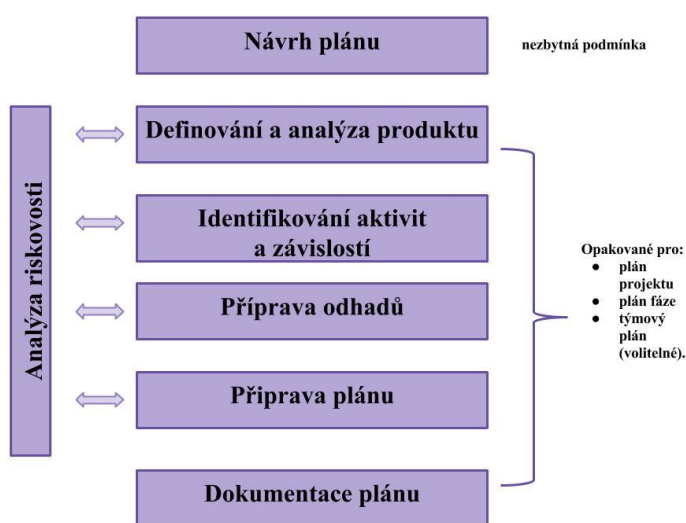 Návrh plánu
nezbytná podmínka
Analýza riskovosti
Definování a analýza produktu
Identifikování aktivit
a závislostí
Příprava odhadů
Připrava plánu
Dokumentace plánu
Opakované pro:
● plán
projektu
● plán fáze
● týmový
plán
(volitelné).